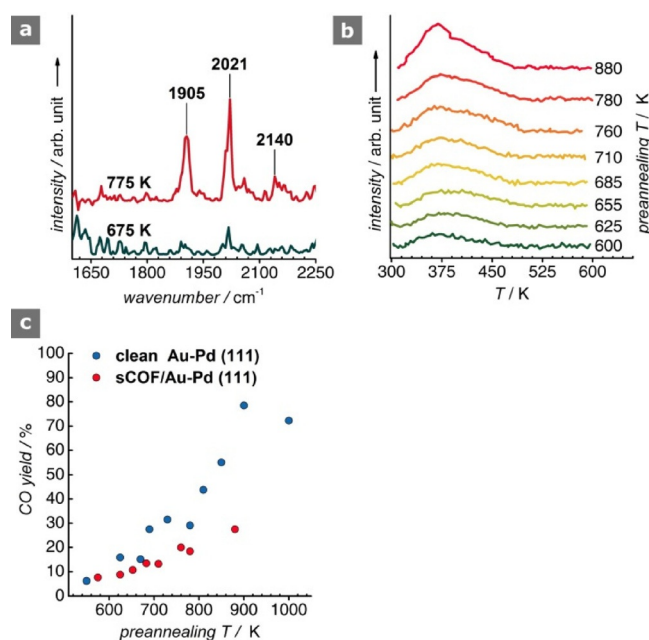 a
intensity / arb. unit
2021
1905
2140
775 K
675 K
1650 1800 1950 2100 2250
wavenumber / cm⁻¹
b
intensity / arb. unit
880
780
760
710
685
655
625
600
preannealing T / K
300 375 450 525 600
T / K
c
100
90
80
70
60
50
40
30
20
10
0
CO yield / %
clean Au-Pd (111)
sCOF/Au-Pd (111)
600 700 800 900 1000
preannealing T / K